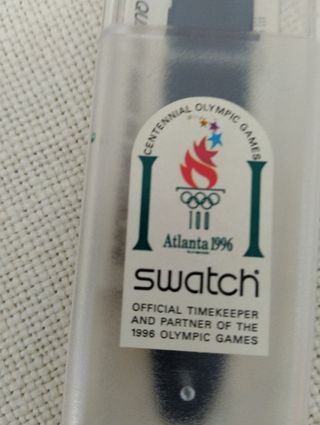 CENTENNIAL OLYMPIC GAMES
100
Atlanta 1996
swatch
OFFICIAL TIMEKEEPER
AND PARTNER OF THE
1996 OLYMPIC GAMES